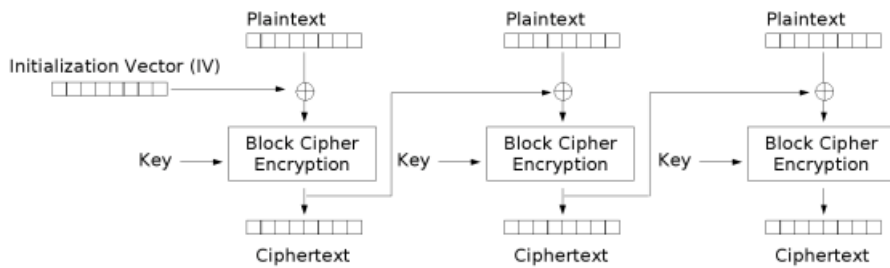 Plaintext
Plaintext
Plaintext
Initialization Vector (IV)
Key
Block Cipher
Encryption
Key
Block Cipher
Encryption
Key
Block Cipher
Encryption
Ciphertext
Ciphertext
Ciphertext